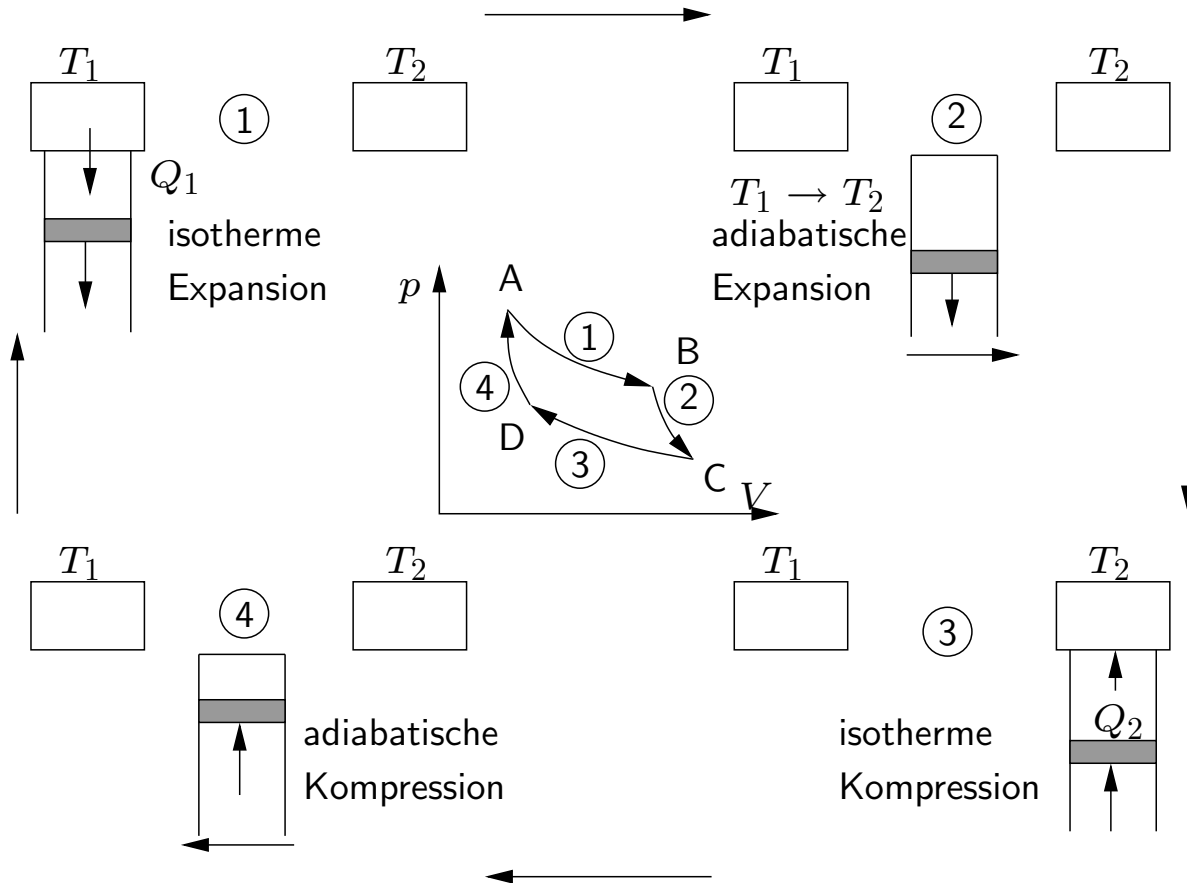 T₁
T₂
T₁
T₂
1
2
Q₁
T₁ → T₂
isotherme
Expansion
adiabatische
Expansion
p
A
1
B
4
2
D
3
C
V
T₁
T₂
T₁
T₂
4
3
adiabatische
Kompression
isotherme
Kompression
Q₂